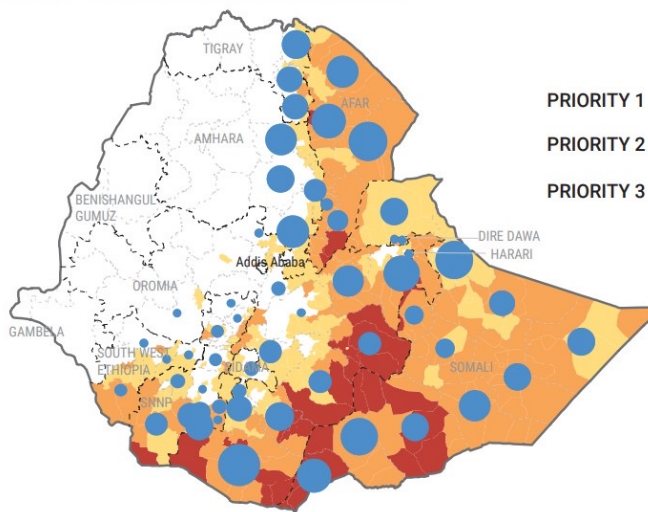 TIGRAY
AFAR
PRIORITY 1
AMHARA
PRIORITY 2
PRIORITY 3
BENISHANGUL
GUMUZ
DIRE DAWA
HARARI
Addis Ababa
OROMIA
GAMBELA
SOUTH WEST
ETHIOPIA
SOMALI
SNNP